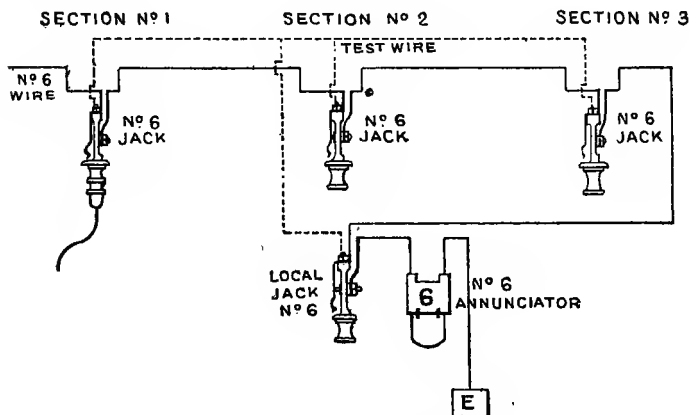 SECTION Nº 1
SECTION Nº 2
SECTION Nº 3
TEST WIRE
Nº 6
WIRE
Nº 6
JACK
Nº 6
JACK
Nº 6
JACK
LOCAL
JACK
Nº 6
6
Nº 6
ANNUNCIATOR
E